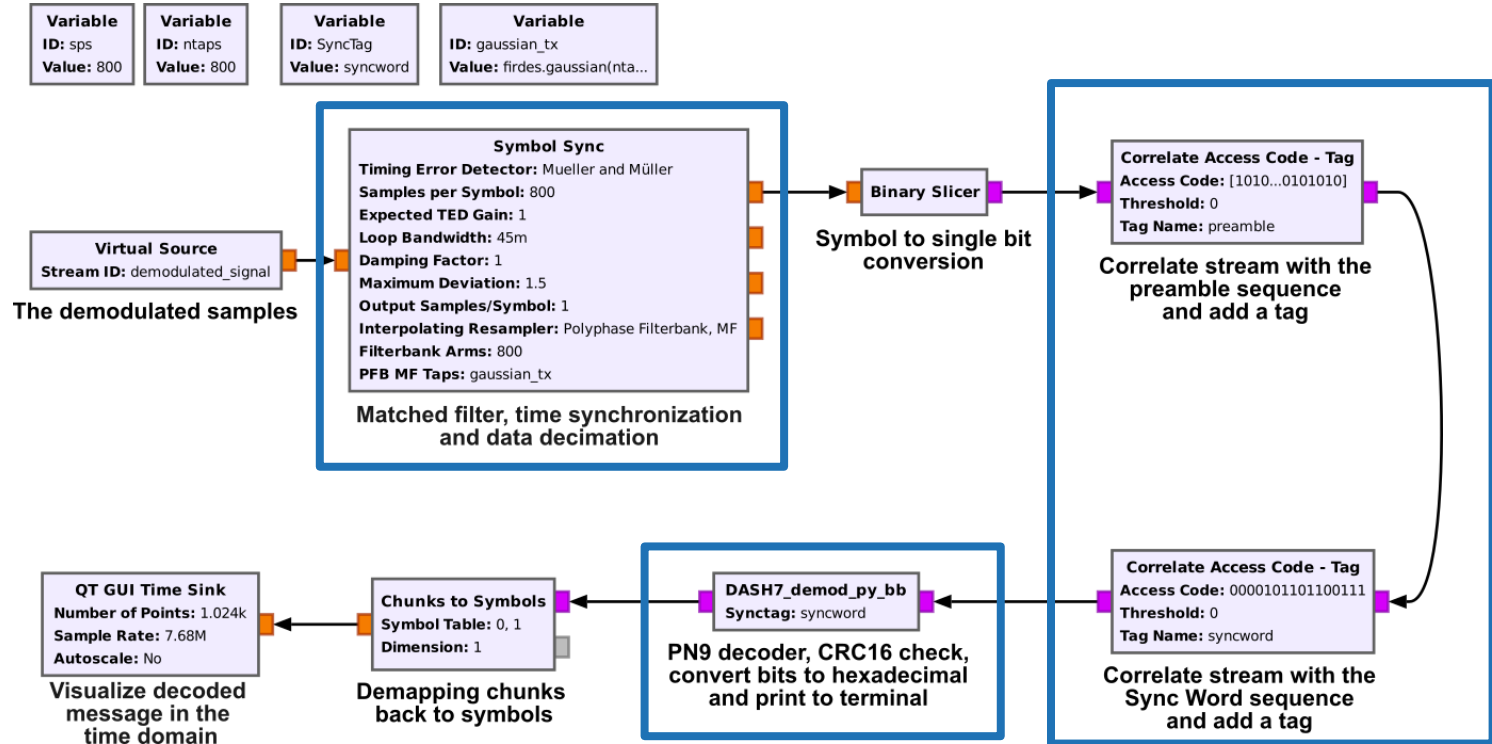 Variable
ID: sps
Value: 800
Variable
ID: ntaps
Value: 800
Variable
ID: SyncTag
Value: syncword
Variable
ID: gaussian_tx
Value: firdes.gaussian(nta...
Virtual Source
Stream ID: demodulated_signal
The demodulated samples
Symbol Sync
Timing Error Detector: Mueller and Müller
Samples per Symbol: 800
Expected TED Gain: 1
Loop Bandwidth: 45m
Damping Factor: 1
Maximum Deviation: 1.5
Output Samples/Symbol: 1
Interpolating Resampler: Polyphase Filterbank, MF
Filterbank Arms: 800
PFB MF Taps: gaussian_tx
Matched filter, time synchronization
and data decimation
Binary Slicer
Symbol to single bit
conversion
Correlate Access Code - Tag
Access Code: [1010...0101010]
Threshold: 0
Tag Name: preamble
Correlate stream with the
preamble sequence
and add a tag
Correlate Access Code - Tag
Access Code: 0000101101100111
Threshold: 0
Tag Name: syncword
Correlate stream with the
Sync Word sequence
and add a tag
DASH7_demod_py_bb
Synctag: syncword
PN9 decoder, CRC16 check,
convert bits to hexadecimal
and print to terminal
Chunks to Symbols
Symbol Table: 0, 1
Dimension: 1
Demapping chunks
back to symbols
QT GUI Time Sink
Number of Points: 1.024k
Sample Rate: 7.68M
Autoscale: No
Visualize decoded
message in the
time domain